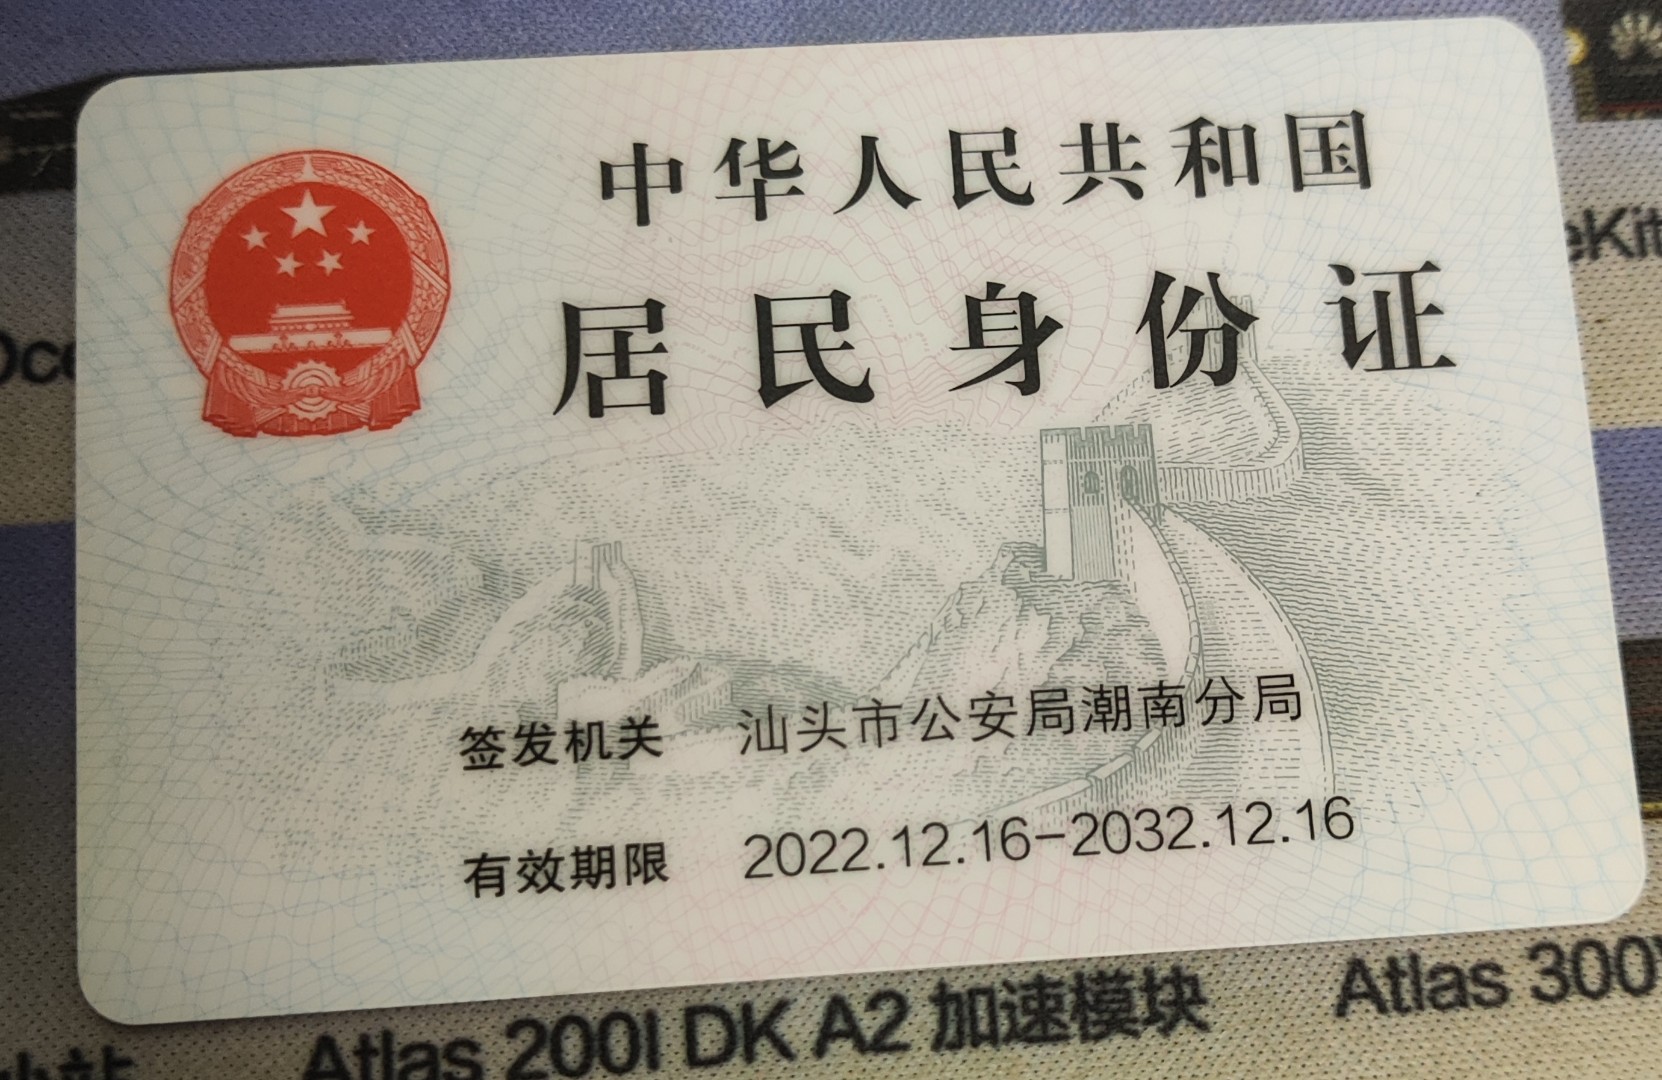 中华人民共和国
居民身份证
签发机关 汕头市公安局潮南分局
有效期限 2022.12.16-2032.12.16
Atlas 200I DK A2 加速模块
Atlas 300